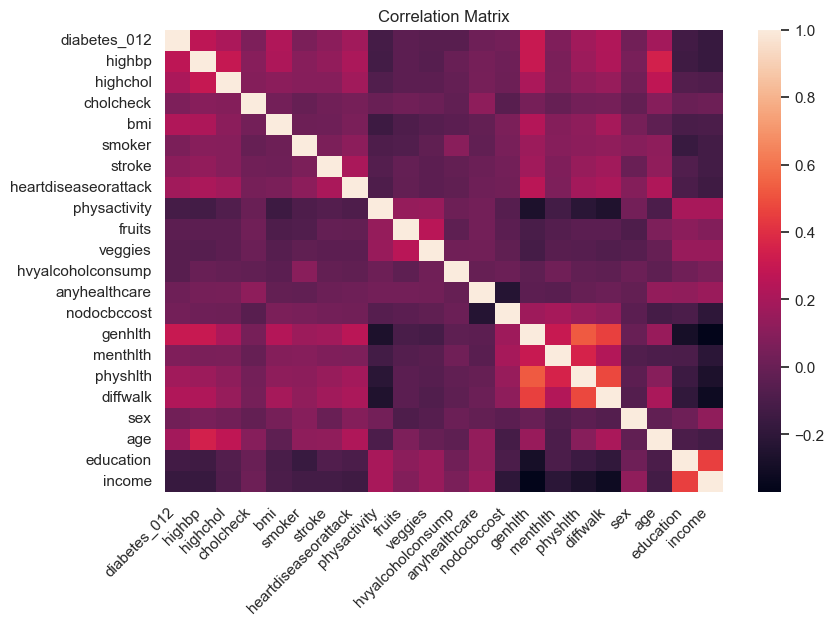 Correlation Matrix
diabetes_012
highbp
highchol
cholcheck
bmi
smoker
stroke
heartdiseaseorattack
physactivity
fruits
veggies
hvyalcoholconsump
anyhealthcare
nodocbccost
genhlth
menthlth
physhlth
diffwalk
sex
age
education
income
diabetes_012
highbp
highchol
cholcheck
bmi
smoker
stroke
heartdiseaseorattack
physactivity
fruits
veggies
hvyalcoholconsump
anyhealthcare
nodocbccost
genhlth
menthlth
physhlth
diffwalk
sex
age
education
income
1.0
0.8
0.6
0.4
0.2
0.0
−0.2